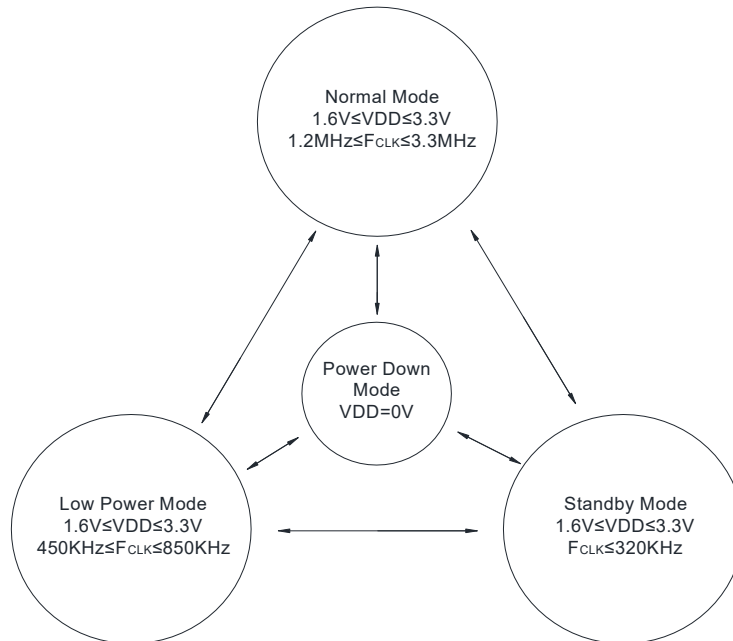 Normal Mode
1.6V≤VDD≤3.3V
1.2MHz≤FCLK≤3.3MHz
Power Down
Mode
VDD=0V
Low Power Mode
1.6V≤VDD≤3.3V
450KHz≤FCLK≤850KHz
Standby Mode
1.6V≤VDD≤3.3V
FCLK≤320KHz